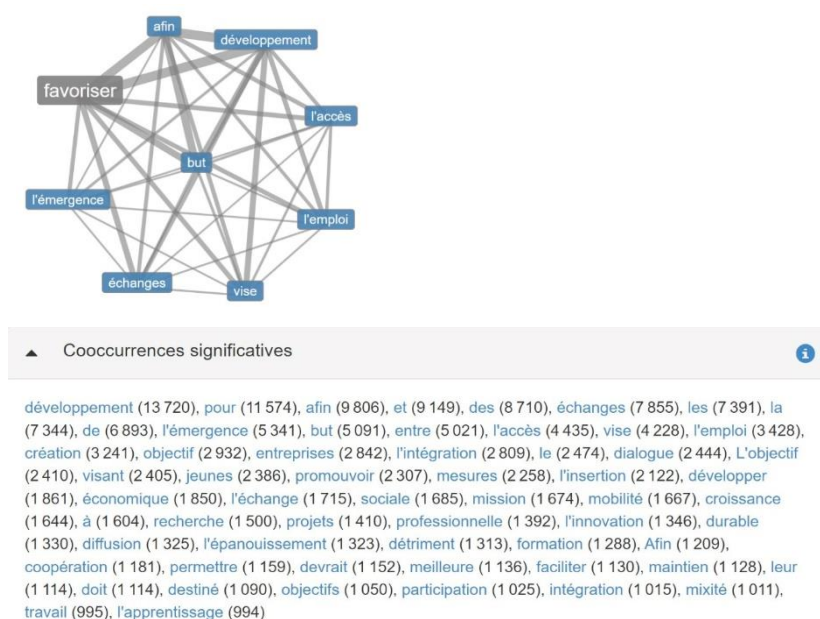 afin
développement
favoriser
l'accès
but
l'émergence
l'emploi
échanges
vise
Cooccurrences significatives
i
développement (13 720), pour (11 574), afin (9 806), et (9 149), des (8 710), échanges (7 855), les (7 391), la
(7 344), de (6 893), l'émergence (5 341), but (5 091), entre (5 021), l'accès (4 435), vise (4 228), l'emploi (3 428),
création (3 241), objectif (2 932), entreprises (2 842), l'intégration (2 809), le (2 474), dialogue (2 444), L'objectif
(2 410), visant (2 405), jeunes (2 386), promouvoir (2 307), mesures (2 258), l'insertion (2 122), développer
(1 861), économique (1 850), l'échange (1 715), sociale (1 685), mission (1 674), mobilité (1 667), croissance
(1 644), à (1 604), recherche (1 500), projets (1 410), professionnelle (1 392), l'innovation (1 346), durable
(1 330), diffusion (1 325), l'épanouissement (1 323), détriment (1 313), formation (1 288), Afin (1 209),
coopération (1 181), permettre (1 159), devrait (1 152), meilleure (1 136), faciliter (1 130), maintien (1 128), leur
(1 114), doit (1 114), destiné (1 090), objectifs (1 050), participation (1 025), intégration (1 015), mixité (1 011),
travail (995), l'apprentissage (994)